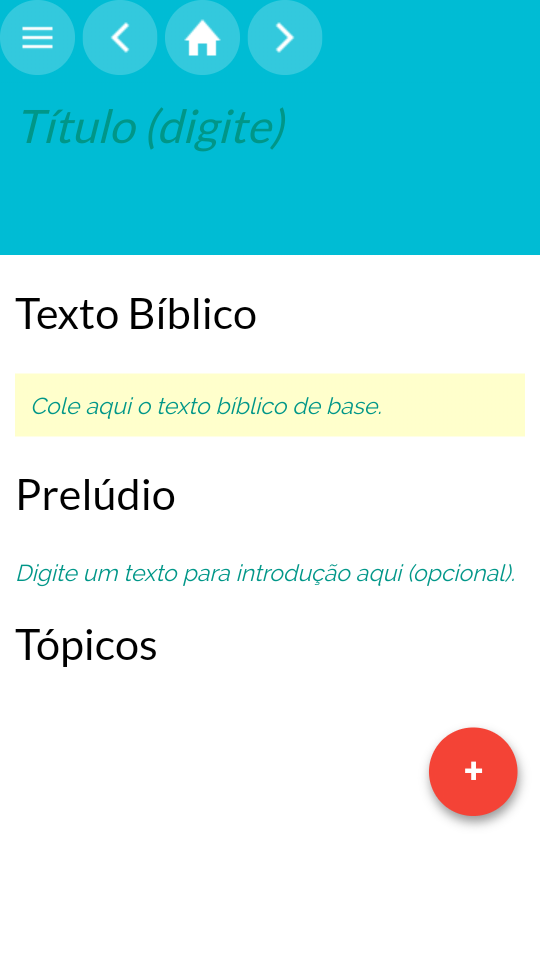 Título (digite)
Texto Bíblico
Cole aqui o texto bíblico de base.
Prelúdio
Digite um texto para introdução aqui (opcional).
Tópicos
+